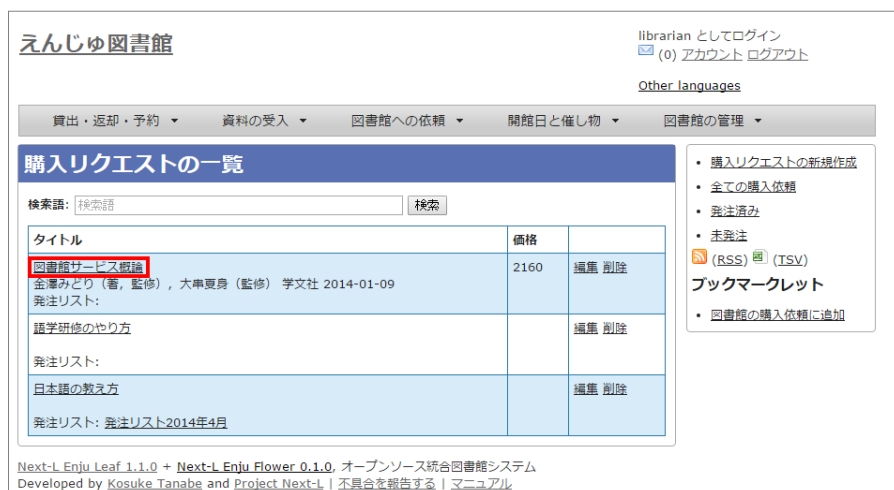 えんじゅ図書館
librarian としてログイン
(0) アカウント ログアウト
Other languages
貸出・返却・予約 ▼ 資料の受入 ▼ 図書館への依頼 ▼ 開館日と催し物 ▼ 図書館の管理 ▼
購入リクエストの一覧
検索語: 検索語 検索
タイトル 価格
図書館サービス概論 2160 編集 削除
金澤みどり（著, 監修）, 大串夏身（監修） 学文社 2014-01-09
発注リスト:
語学研修のやり方 編集 削除
発注リスト:
日本語の教え方 編集 削除
発注リスト: 発注リスト2014年4月
• 購入リクエストの新規作成
• 全ての購入依頼
• 発注済み
• 未発注
(RSS) (TSV)
ブックマークレット
• 図書館の購入依頼に追加
Next-L Enju Leaf 1.1.0 + Next-L Enju Flower 0.1.0, オープンソース統合図書館システム
Developed by Kosuke Tanabe and Project Next-L | 不具合を報告する | マニュアル